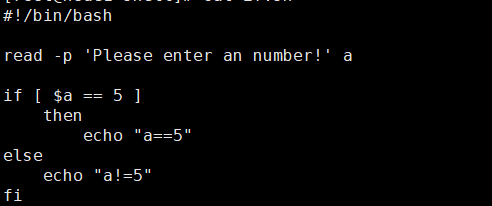 #!/bin/bash
read -p 'Please enter an number!' a
if [ $a == 5 ]
then
echo "a==5"
else
echo "a!=5"
fi